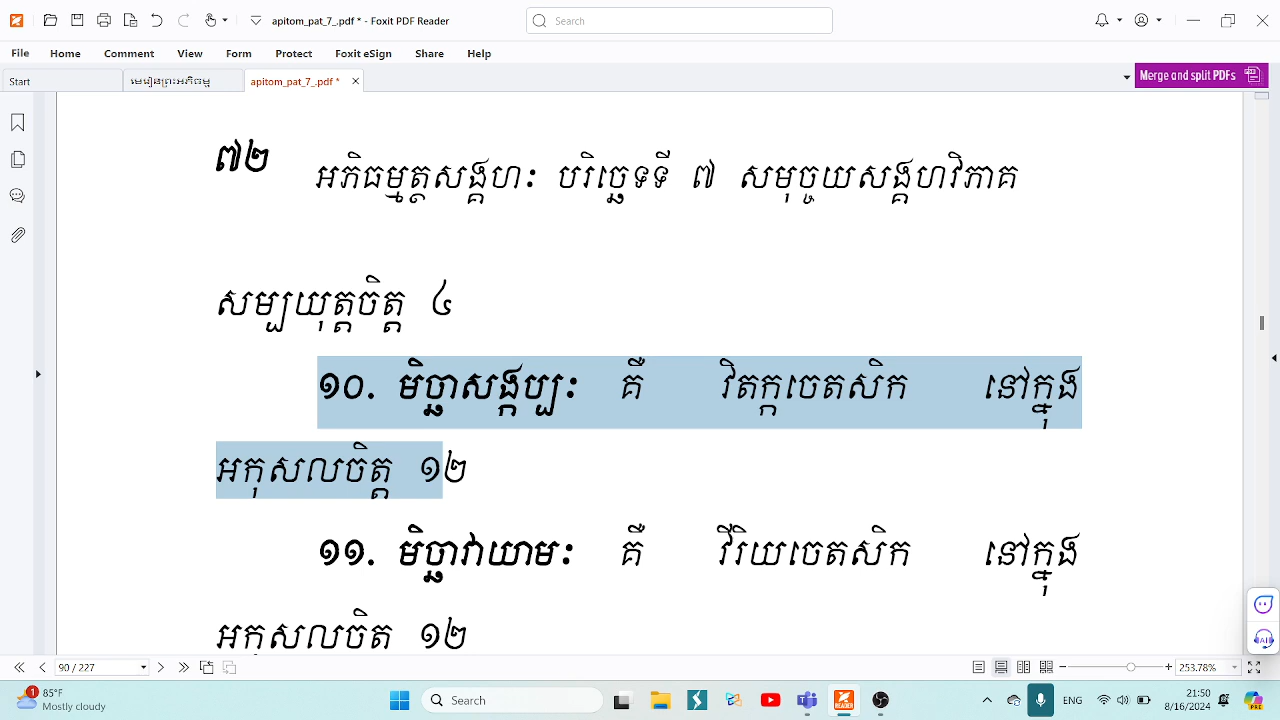 apitom_pat_7_.pdf * - Foxit PDF Reader
Search
File Home Comment View Form Protect Foxit eSign Share Help
Start
apitom_pat_7_.pdf *
Merge and split PDFs
៧២ អភិធម្មត្ថសង្គហៈ បរិច្ឆេទទី ៧ សមុច្ចយសង្គហវិភាគ
សម្បយុត្តចិត្ត ៤
១០. មិច្ឆាសង្កប្បៈ គឺ វិតក្កចេតសិក នៅក្នុង
អកុសលចិត្ត ១២
១១. មិច្ឆាវាយាមៈ គឺ វីរិយចេតសិក នៅក្នុង
អកុសលចិត្ត ១២
90 / 227
253.78%
85°F
Mostly cloudy
Search
ENG
21:50
8/16/2024